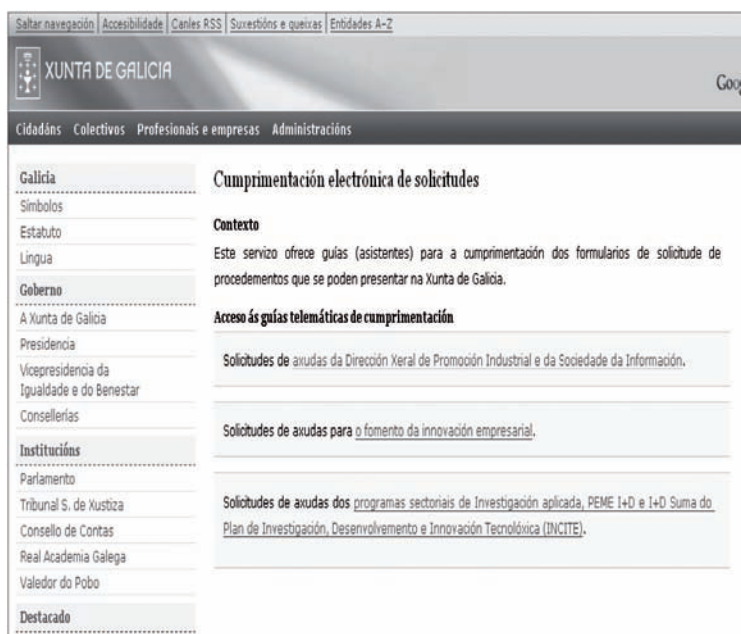 Saltar navegación | Accesibilidade | Canles RSS | Suxestións e queixas | Entidades A-Z
XUNTA DE GALICIA
Cidadáns Colectivos Profesionais e empresas Administracións
Galicia
Símbolos
Estatuto
Lingua
Goberno
A Xunta de Galicia
Presidencia
Vicepresidencia da
Igualdade e do Benestar
Consellerías
Institucións
Parlamento
Tribunal S. de Xustiza
Consello de Contas
Real Academia Galega
Valedor do Pobo
Destacado
Cumprimentación electrónica de solicitudes
Contexto
Este servizo ofrece guías (asistentes) para a cumprimentación dos formularios de solicitude de
procedementos que se poden presentar na Xunta de Galicia.
Acceso ás guías telemáticas de cumprimentación
Solicitudes de axudas da Dirección Xeral de Promoción Industrial e da Sociedade da Información.
Solicitudes de axudas para o fomento da innovación empresarial.
Solicitudes de axudas dos programas sectoriais de Investigación aplicada, PEME I+D e I+D Suma do
Plan de Investigación, Desenvolvemento e Innovación Tecnolóxica (INCITE).